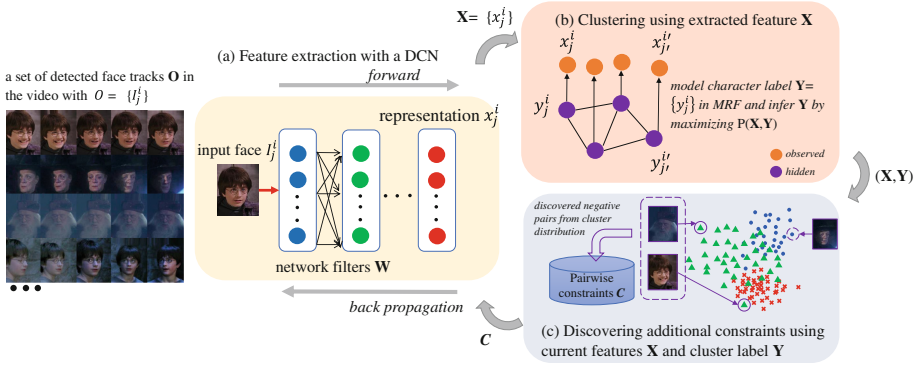 a set of detected face tracks O in
the video with O = {I_j^i}
(a) Feature extraction with a DCN
forward
representation x_j^i
input face I_j^i
network filters W
back propagation
X= {x_j^i}
(b) Clustering using extracted feature X
x_j^i
x_{j'}^{i'}
y_j^i
y_{j'}^{i'}
model character label Y=
{y_j^i} in MRF and infer Y by
maximizing P(X,Y)
observed
hidden
(X,Y)
discovered negative
pairs from cluster
distribution
Pairwise
constraints C
(c) Discovering additional constraints using
current features X and cluster label Y
C